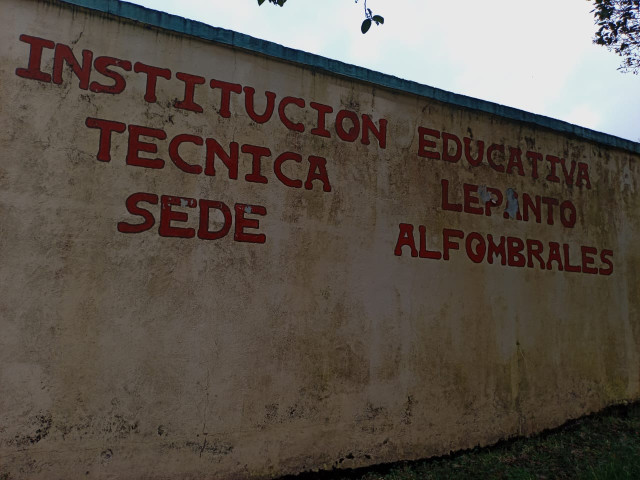 INSTITUCION EDUCATIVA
TECNICA LEPANTO
SEDE ALFOMBRALES